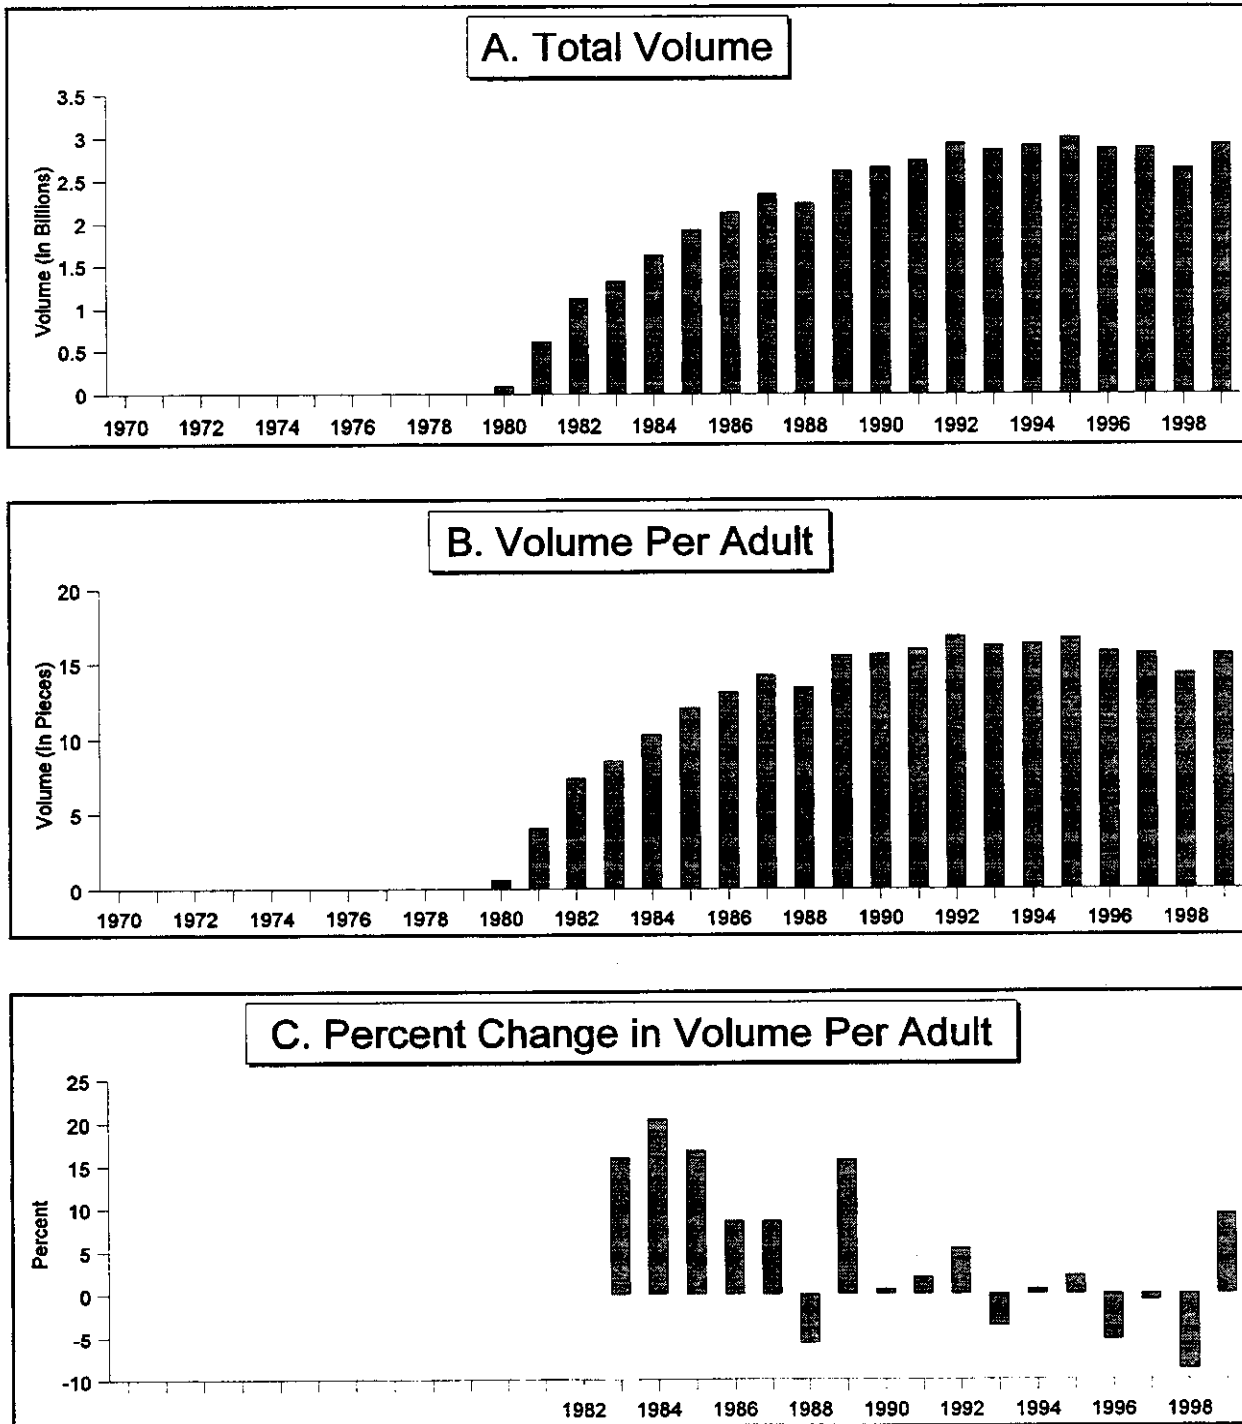 A. Total Volume
3.5
3
2.5
2
1.5
1
0.5
0
Volume (In Billions)
1970 1972 1974 1976 1978 1980 1982 1984 1986 1988 1990 1992 1994 1996 1998
B. Volume Per Adult
20
15
10
5
0
Volume (In Pieces)
1970 1972 1974 1976 1978 1980 1982 1984 1986 1988 1990 1992 1994 1996 1998
C. Percent Change in Volume Per Adult
25
20
15
10
5
0
-5
-10
Percent
1982 1984 1986 1988 1990 1992 1994 1996 1998